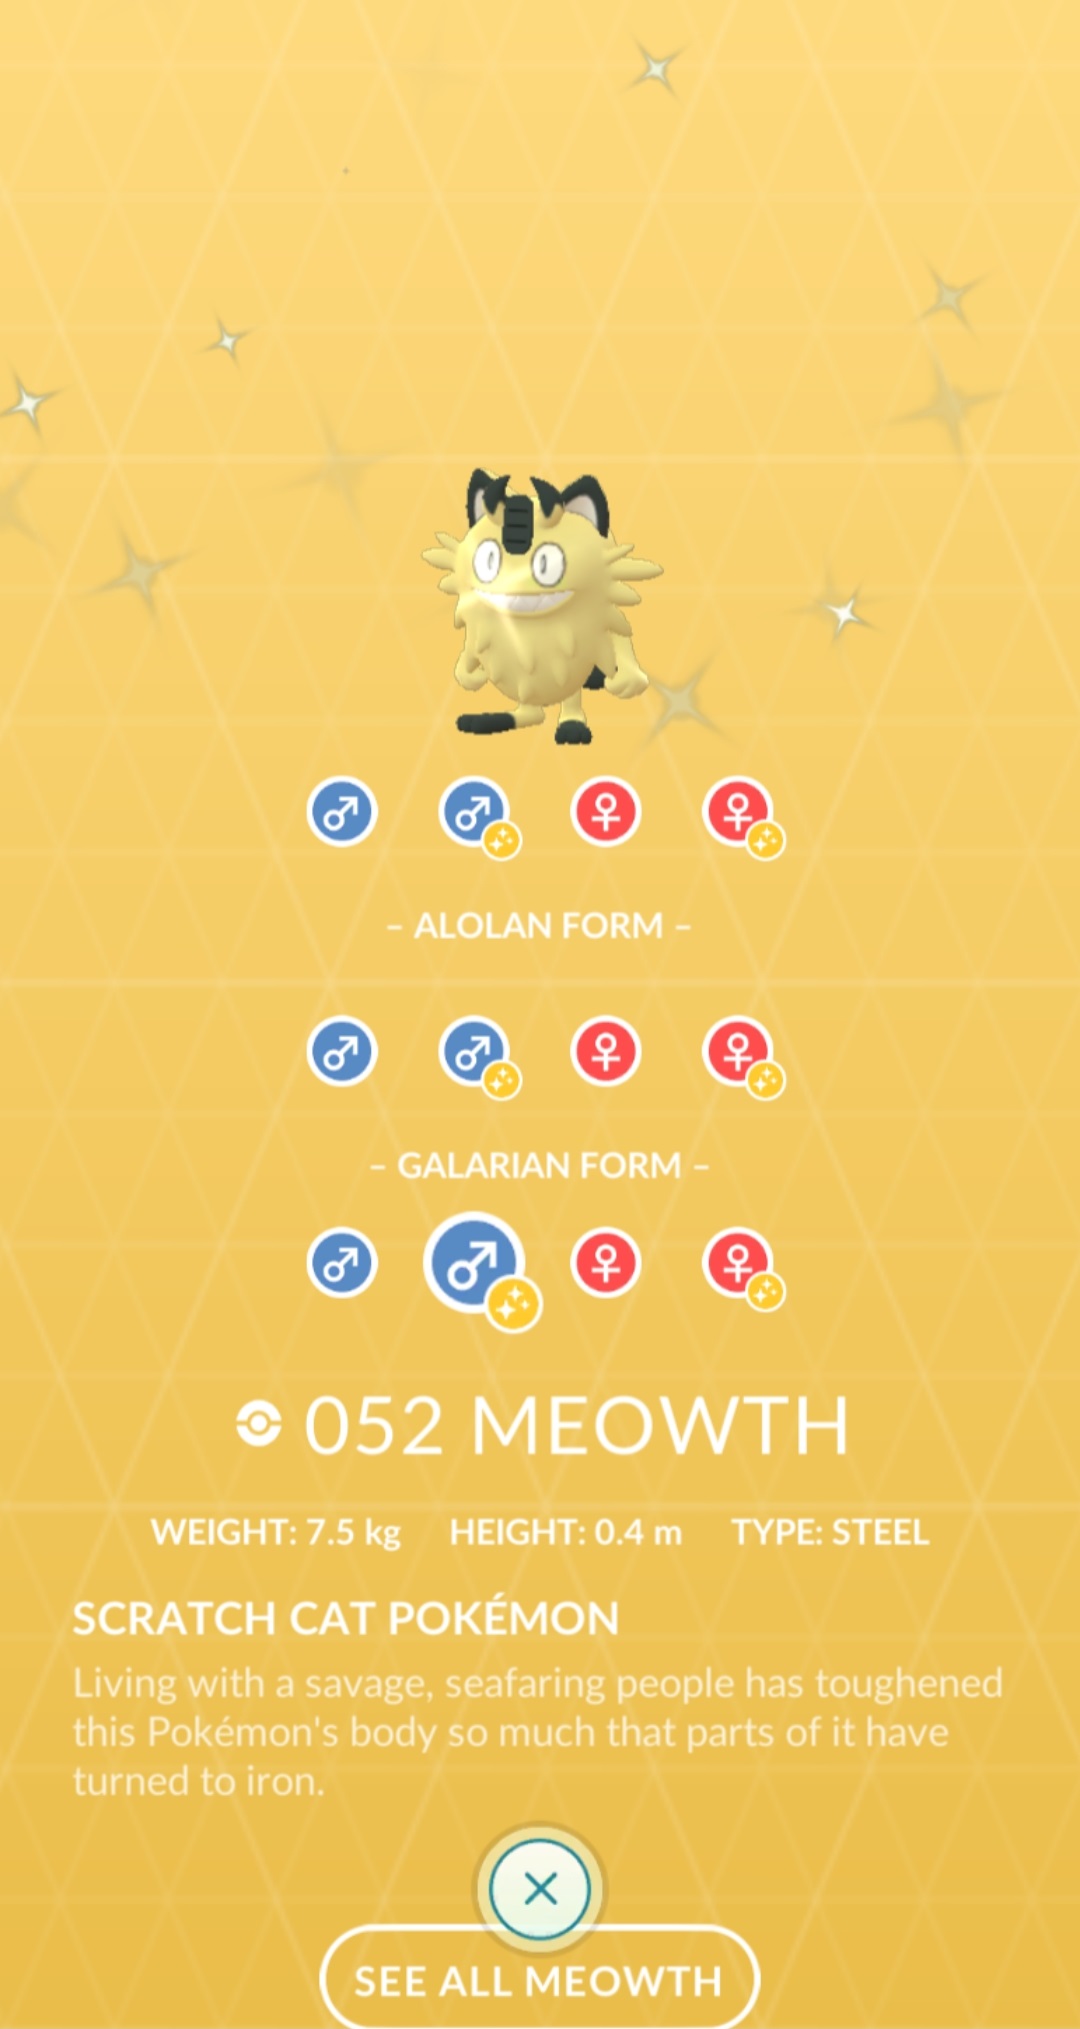 – ALOLAN FORM –
– GALARIAN FORM –
052 MEOWTH
WEIGHT: 7.5 kg HEIGHT: 0.4 m TYPE: STEEL
SCRATCH CAT POKÉMON
Living with a savage, seafaring people has toughened
this Pokémon's body so much that parts of it have
turned to iron.
SEE ALL MEOWTH